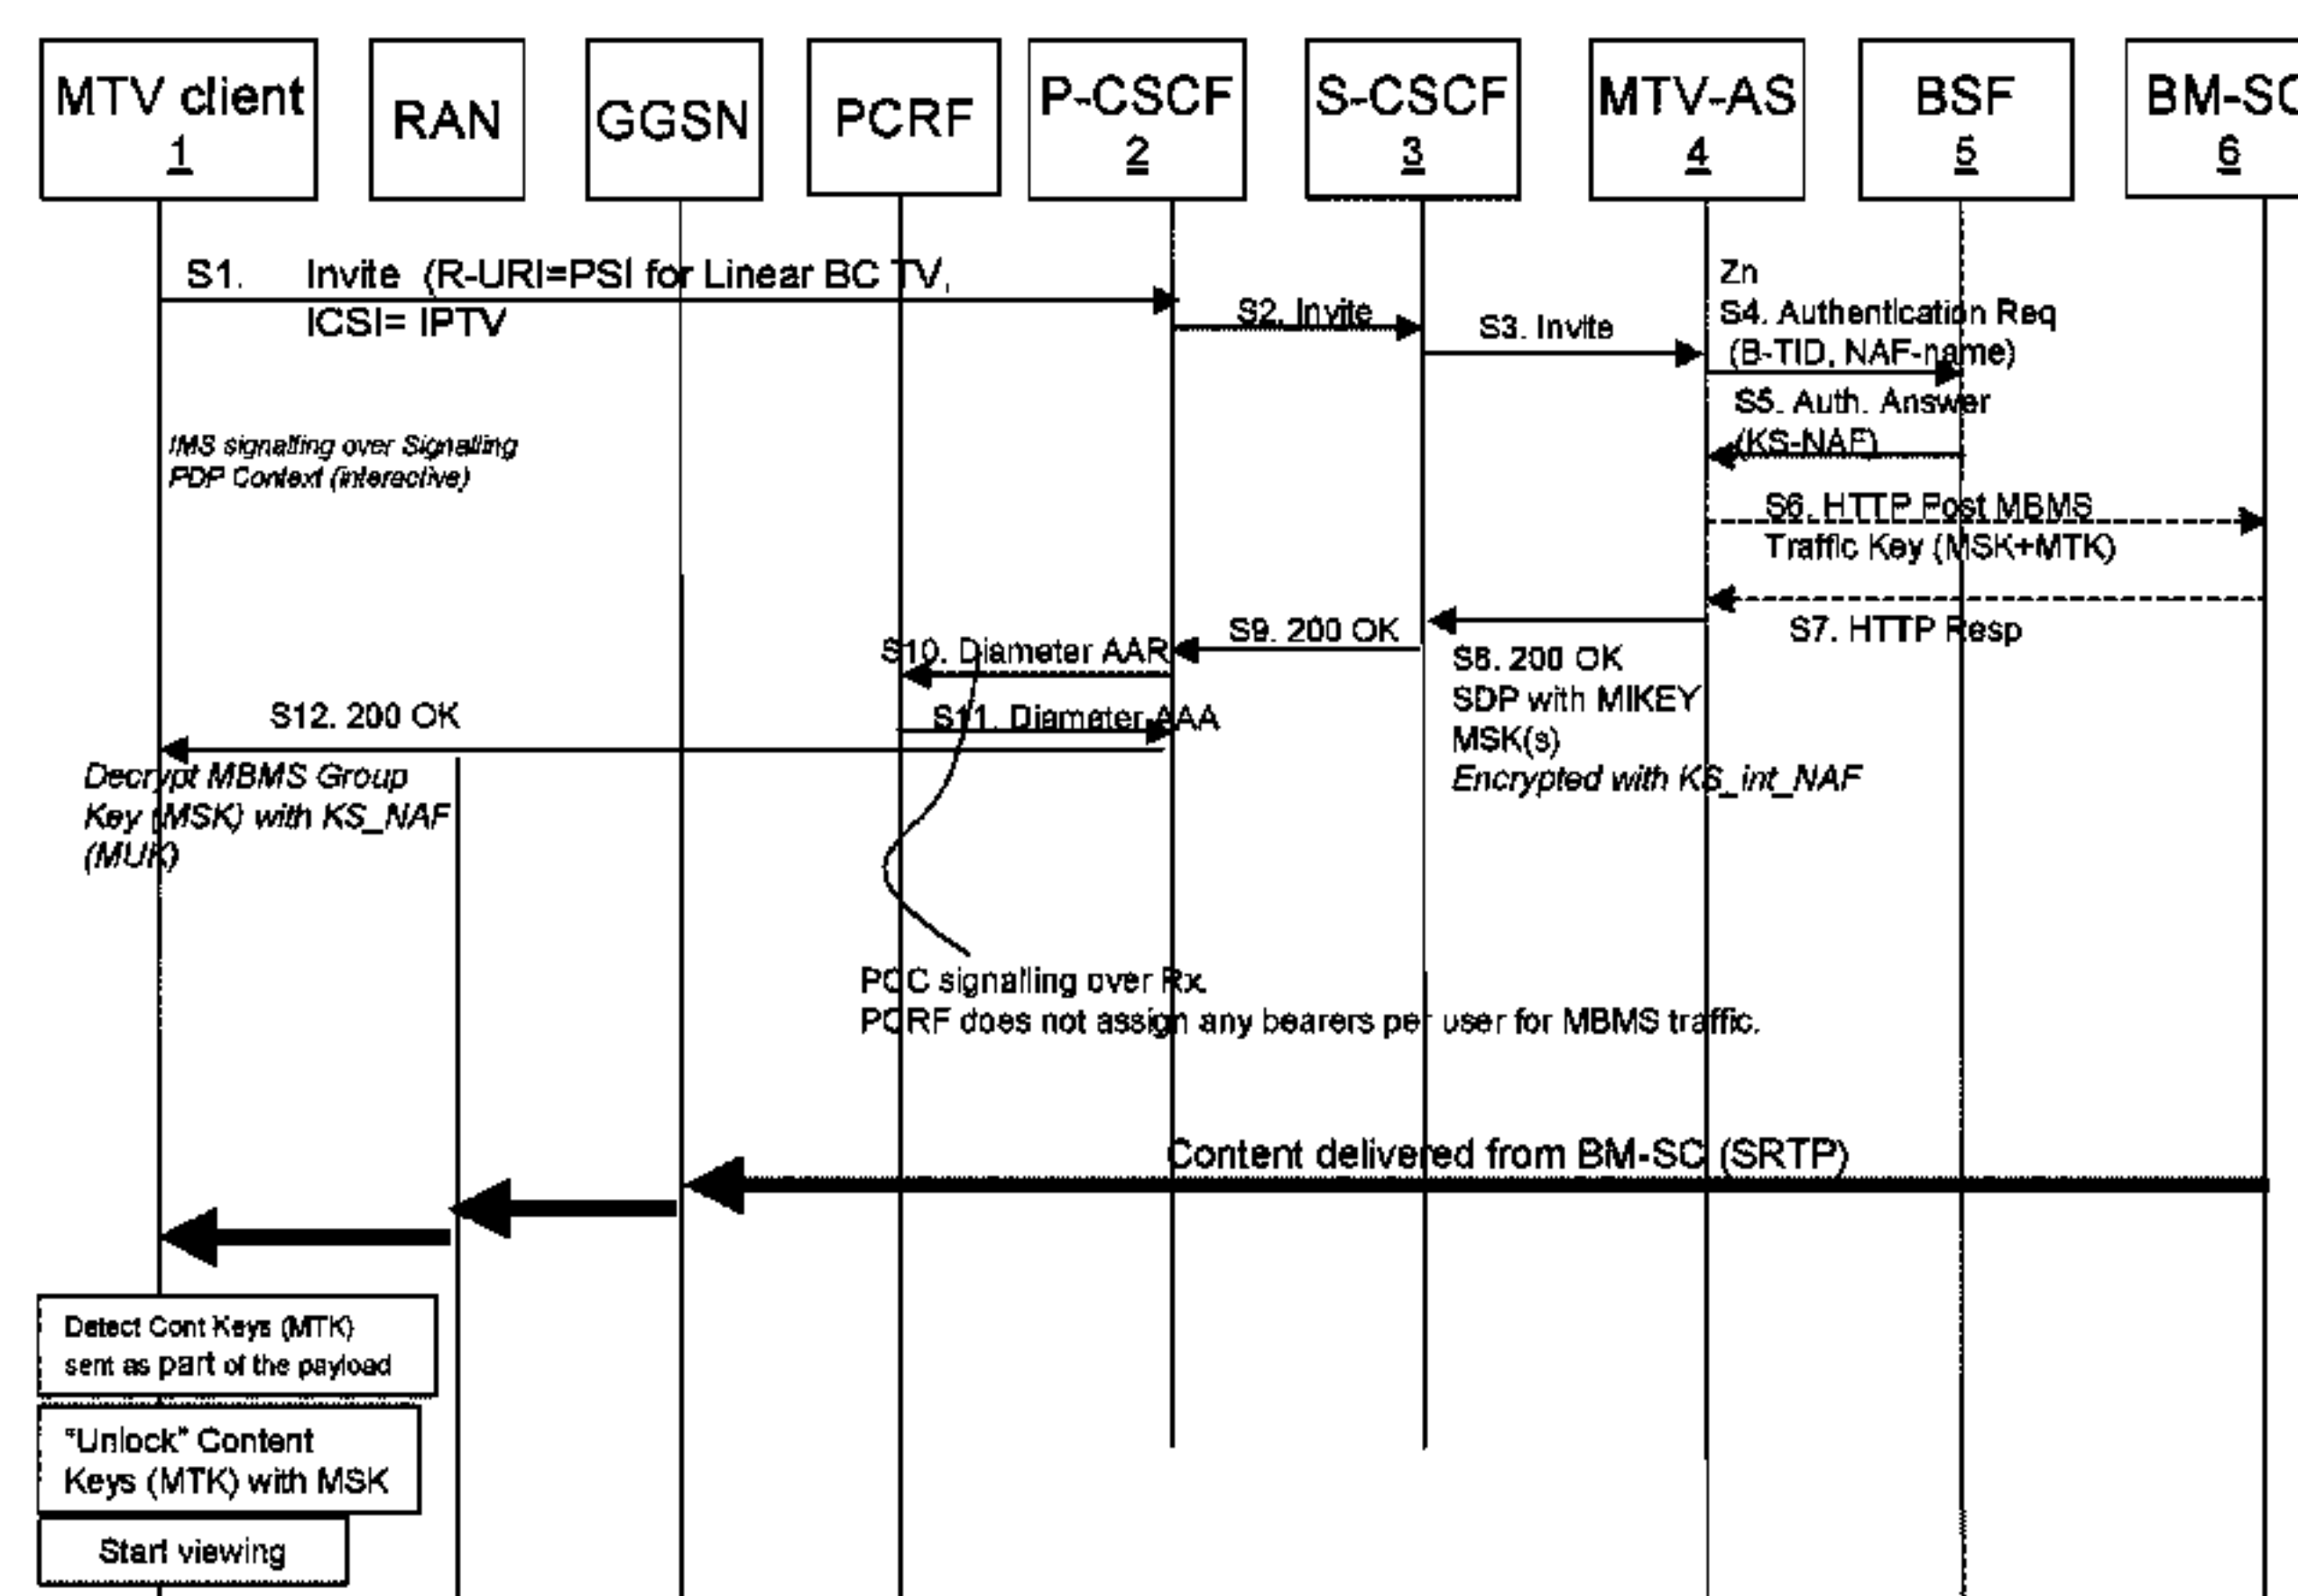 MTV client
1
RAN
GGSN
PCRF
P-CSCF
2
S-CSCF
3
MTV-AS
4
BSF
5
BM-SC
6
S1. Invite (R-URI=PSI for Linear BC TV,
ICSI= IPTV
S2. Invite
S3. Invite
Zn
S4. Authentication Req
(B-TID, NAF-name)
S5. Auth. Answer
(KS-NAF)
IMS signalling over Signalling
PDP Context (interactive)
S6. HTTP Post MBMS
Traffic Key (MSK+MTK)
S7. HTTP Resp
S8. 200 OK
SDP with MIKEY
MSK(s)
Encrypted with KS_int_NAF
S9. 200 OK
S10. Diameter AAR
S11. Diameter AAA
S12. 200 OK
Decrypt MBMS Group
Key (MSK) with KS_NAF
(MUK)
PCC signalling over Rx.
PCRF does not assign any bearers per user for MBMS traffic.
Content delivered from BM-SC (SRTP)
Detect Cont Keys (MTK)
sent as part of the payload
"Unlock" Content
Keys (MTK) with MSK
Start viewing